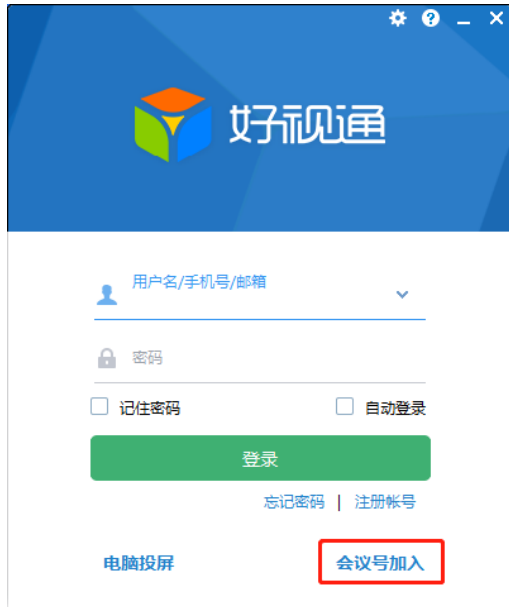 好视通
用户名/手机号/邮箱
密码
记住密码 自动登录
登录
忘记密码 | 注册帐号
电脑投屏 会议号加入